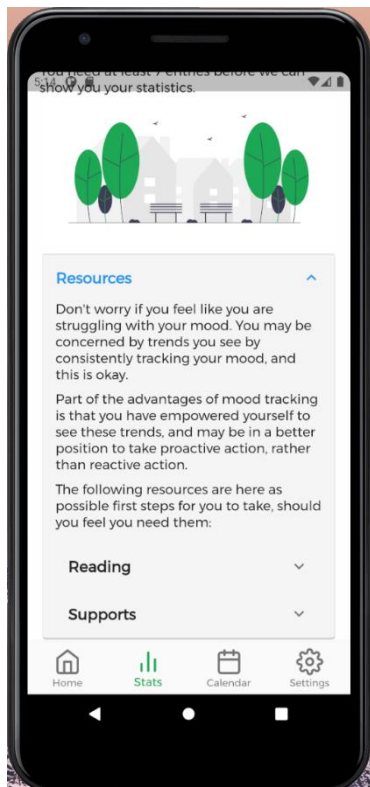 You need at least 7 entries before we can
5:14
show you your statistics.
Resources
Don't worry if you feel like you are
struggling with your mood. You may be
concerned by trends you see by
consistently tracking your mood, and
this is okay.
Part of the advantages of mood tracking
is that you have empowered yourself to
see these trends, and may be in a better
position to take proactive action, rather
than reactive action.
The following resources are here as
possible first steps for you to take, should
you feel you need them:
Reading
Supports
Home
Stats
Calendar
Settings